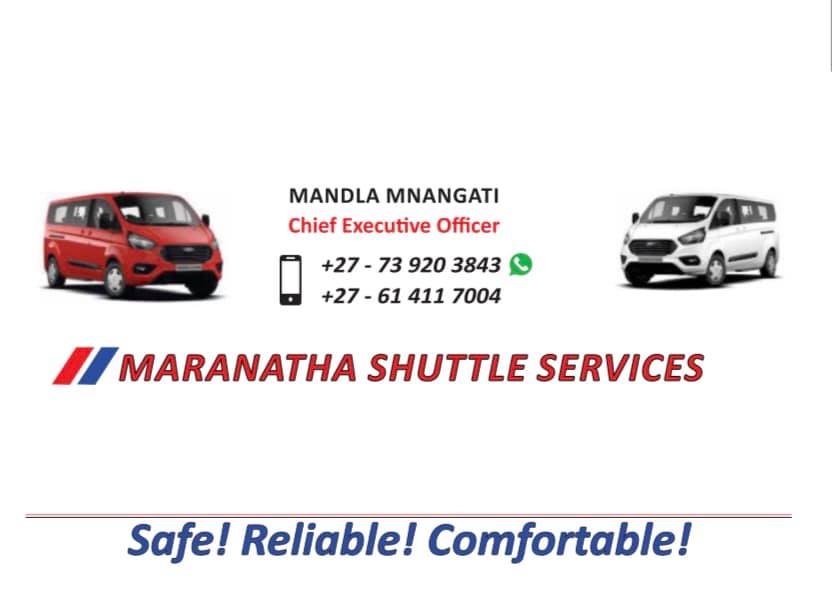 MANDLA MNANGATI
Chief Executive Officer
+27 - 73 920 3843
+27 - 61 411 7004
MARANATHA SHUTTLE SERVICES
Safe! Reliable! Comfortable!